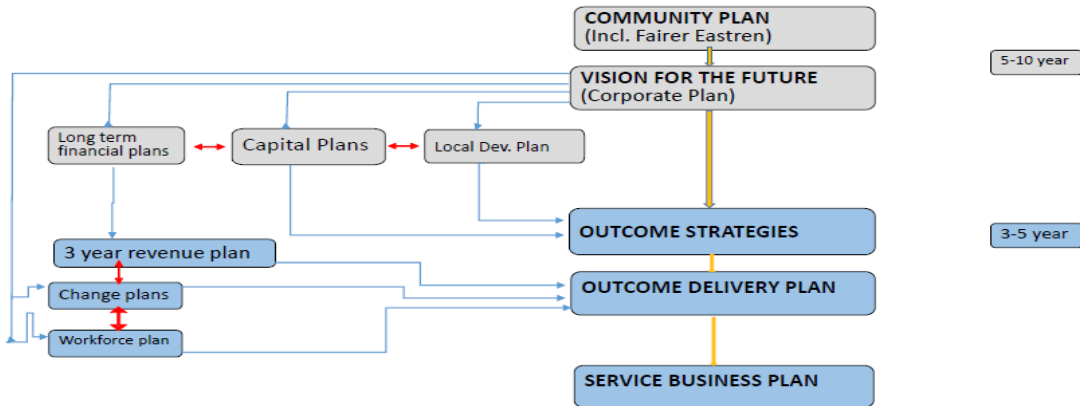 COMMUNITY PLAN
(Incl. Fairer Eastren)
5-10 year
VISION FOR THE FUTURE
(Corporate Plan)
Long term
financial plans
Capital Plans
Local Dev. Plan
OUTCOME STRATEGIES
3-5 year
3 year revenue plan
OUTCOME DELIVERY PLAN
Change plans
Workforce plan
SERVICE BUSINESS PLAN